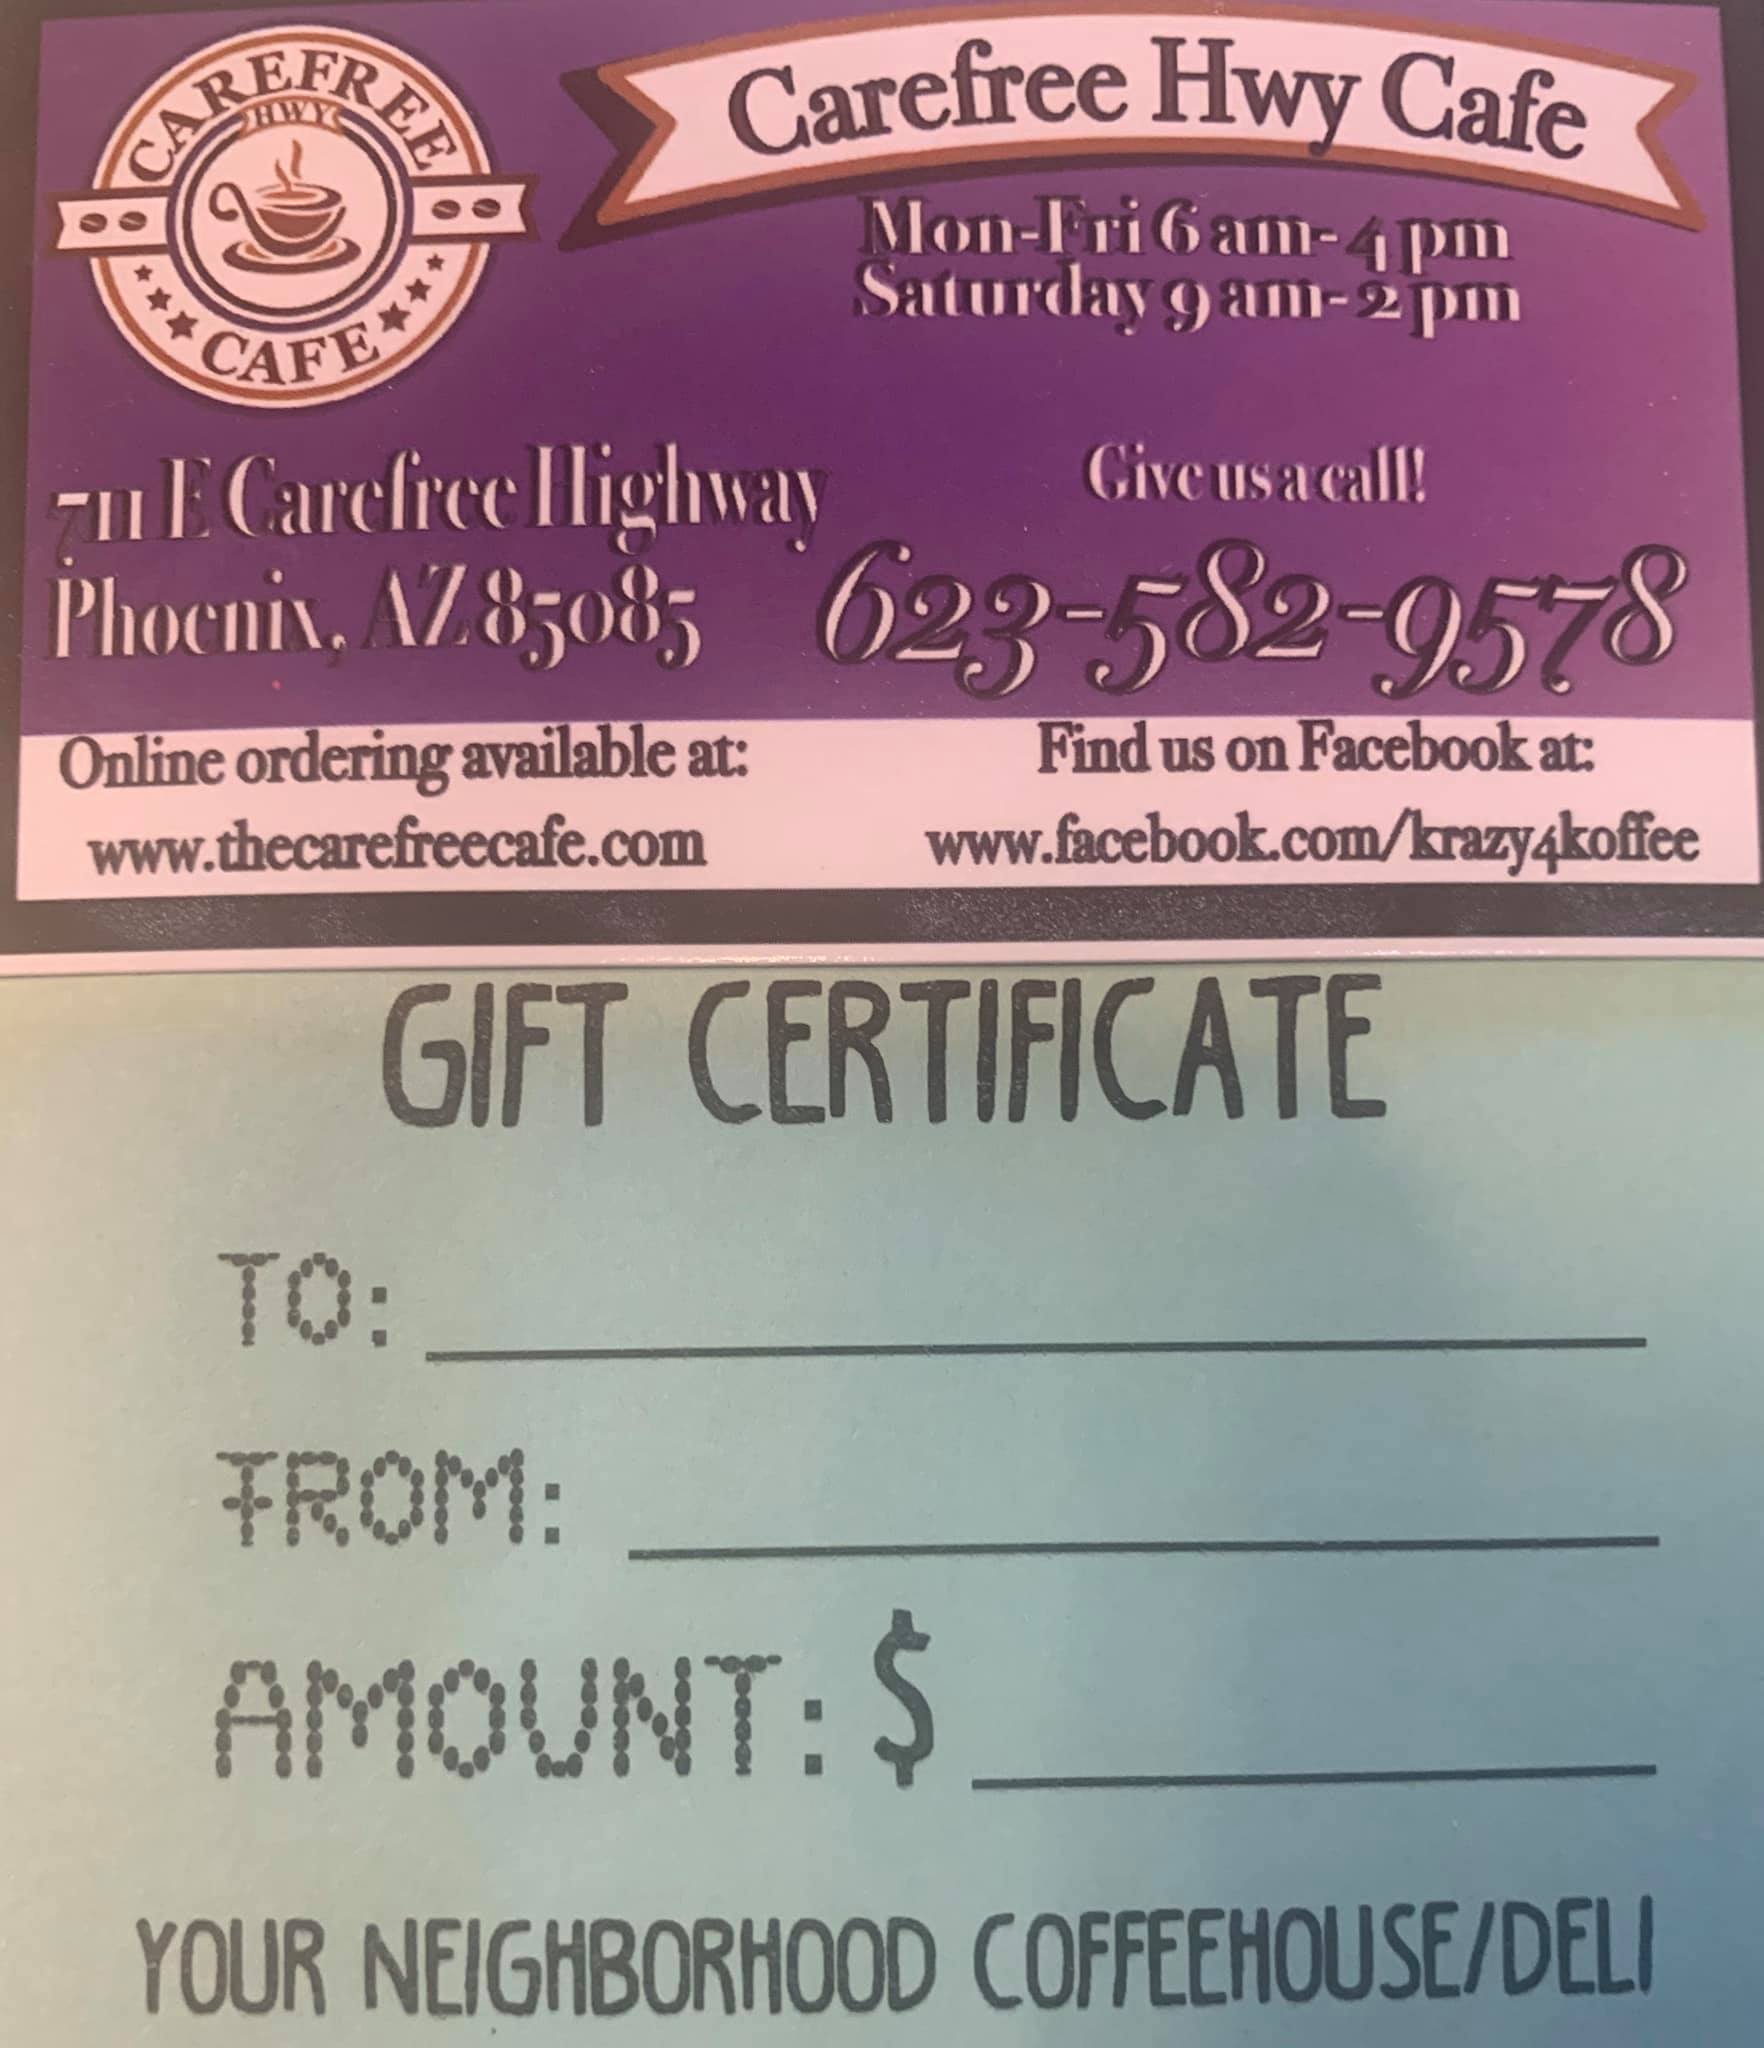 CAREFREE
HWY
CAFE
Carefree Hwy Cafe
Mon-Fri 6 am-4 pm
Saturday 9 am-2 pm
711 E Carefree Highway
Phoenix, AZ 85085
Give us a call!
623-582-9578
Online ordering available at:
www.thecarefreecafe.com
Find us on Facebook at:
www.facebook.com/krazy4koffee
GIFT CERTIFICATE
TO:
FROM:
AMOUNT: $
YOUR NEIGHBORHOOD COFFEEHOUSE/DELI